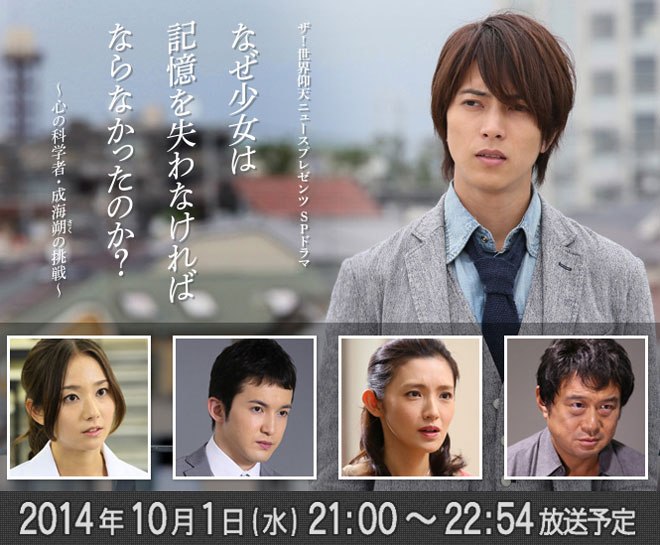 ザ！世界仰天ニュースプレゼンツ SPドラマ
なぜ少女は
記憶を失わなければ
ならなかったのか？
～心の科学者・成海朔の挑戦～
さく
2014年10月1日(水) 21:00～22:54 放送予定